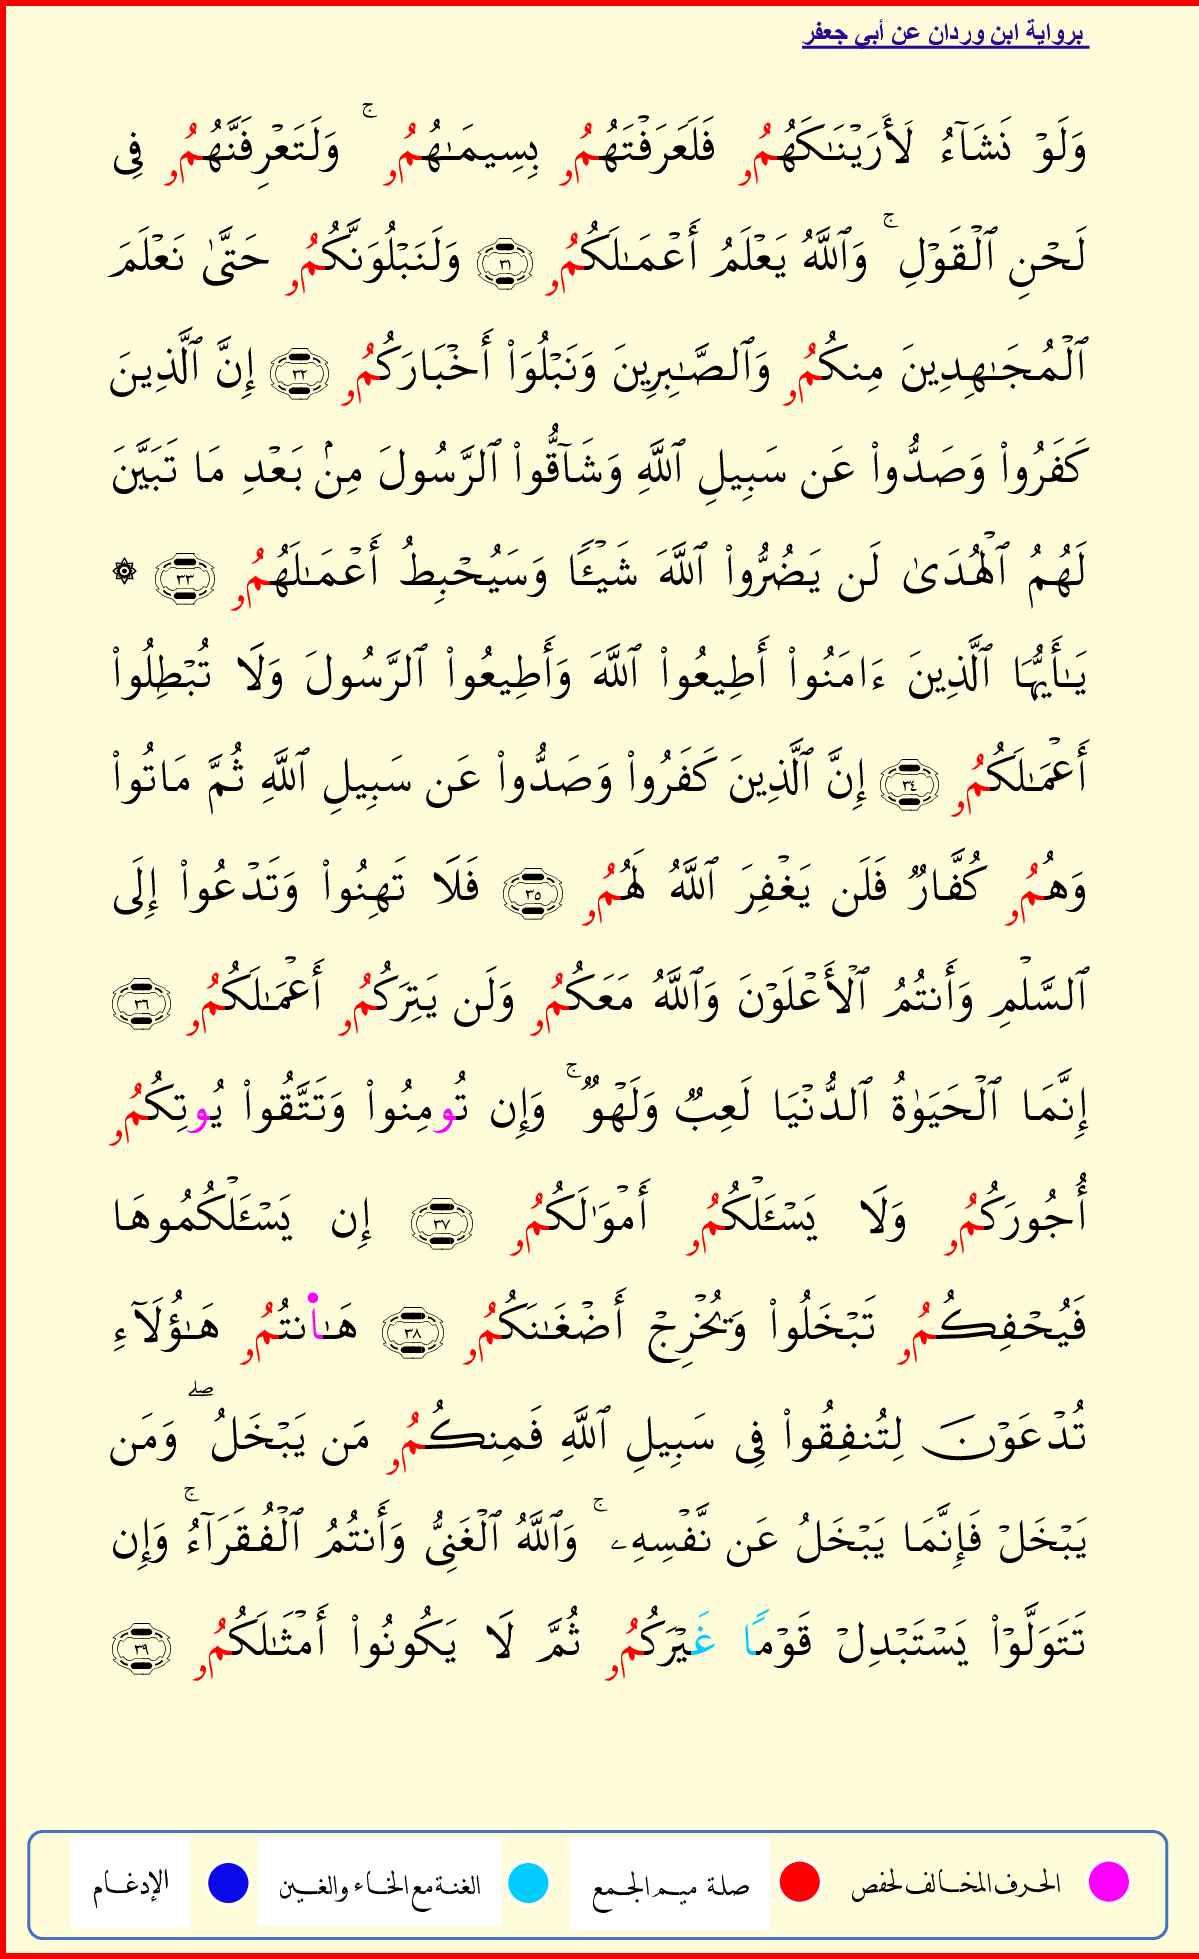 برواية ابن وردان عن أبي جعفر
وَلَوْ نَشَآءُ لَأَرَيْنَـٰكَهُمُۥ فَلَعَرَفْتَهُمُۥ بِسِيمَـٰهُمُۥ ۚ وَلَتَعْرِفَنَّهُمُۥ فِى
لَحْنِ ٱلْقَوْلِ ۚ وَٱللَّهُ يَعْلَمُ أَعْمَـٰلَكُمُۥ ٣١ وَلَنَبْلُوَنَّكُمُۥ حَتَّىٰ نَعْلَمَ
ٱلْمُجَـٰهِدِينَ مِنكُمُۥ وَٱلصَّـٰبِرِينَ وَنَبْلُوَا۟ أَخْبَارَكُمُۥ ٣٢ إِنَّ ٱلَّذِينَ
كَفَرُوا۟ وَصَدُّوا۟ عَن سَبِيلِ ٱللَّهِ وَشَآقُّوا۟ ٱلرَّسُولَ مِنۢ بَعْدِ مَا تَبَيَّنَ
لَهُمُ ٱلْهُدَىٰ لَن يَضُرُّوا۟ ٱللَّهَ شَيْـًٔا وَسَيُحْبِطُ أَعْمَـٰلَهُمُۥ ٣٣ ۞
يَـٰٓأَيُّهَا ٱلَّذِينَ ءَامَنُوا۟ أَطِيعُوا۟ ٱللَّهَ وَأَطِيعُوا۟ ٱلرَّسُولَ وَلَا تُبْطِلُوا۟
أَعْمَـٰلَكُمُۥ ٣٤ إِنَّ ٱلَّذِينَ كَفَرُوا۟ وَصَدُّوا۟ عَن سَبِيلِ ٱللَّهِ ثُمَّ مَاتُوا۟
وَهُمُۥ كُفَّارٌ فَلَن يَغْفِرَ ٱللَّهُ لَهُمُۥ ٣٥ فَلَا تَهِنُوا۟ وَتَدْعُوا۟ إِلَى
ٱلسَّلْمِ وَأَنتُمُ ٱلْأَعْلَوْنَ وَٱللَّهُ مَعَكُمُۥ وَلَن يَتِرَكُمُۥ أَعْمَـٰلَكُمُۥ ٣٦
إِنَّمَا ٱلْحَيَوٰةُ ٱلدُّنْيَا لَعِبٌ وَلَهْوٌ ۚ وَإِن تُومِنُوا۟ وَتَتَّقُوا۟ يُوتِكُمُۥ
أُجُورَكُمُۥ وَلَا يَسْـَٔلْكُمُۥ أَمْوَٰلَكُمُۥ ٣٧ إِن يَسْـَٔلْكُمُوهَا
فَيُحْفِكُمُۥ تَبْخَلُوا۟ وَيُخْرِجْ أَضْغَـٰنَكُمُۥ ٣٨ هَـٰا۬نتُمُۥ هَـٰؤُلَآءِ
تُدْعَوْنَ لِتُنفِقُوا۟ فِى سَبِيلِ ٱللَّهِ فَمِنكُمُۥ مَن يَبْخَلُ ۖ وَمَن
يَبْخَلْ فَإِنَّمَا يَبْخَلُ عَن نَّفْسِهِۦ ۚ وَٱللَّهُ ٱلْغَنِىُّ وَأَنتُمُ ٱلْفُقَرَآءُ ۚ وَإِن
تَتَوَلَّوْا۟ يَسْتَبْدِلْ قَوْمًا غَيْرَكُمُۥ ثُمَّ لَا يَكُونُوا۟ أَمْثَـٰلَكُمُۥ ٣٩
الحرف المخالف لحفص صلة ميم الجمع الغنة مع الخاء والغين الإدغام